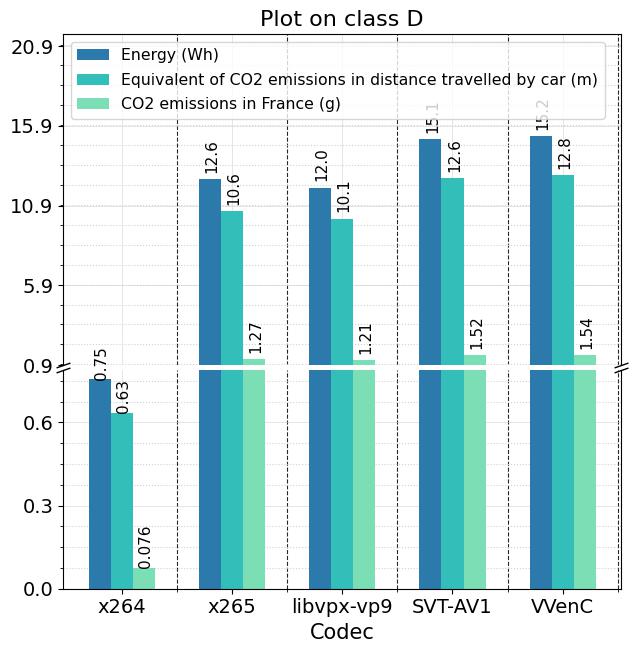 Plot on class D
Energy (Wh)
Equivalent of CO2 emissions in distance travelled by car (m)
CO2 emissions in France (g)
20.9
15.9
10.9
5.9
0.9
0.6
0.3
0.0
0.75
0.63
0.076
12.6
10.6
1.27
12.0
10.1
1.21
15.1
12.6
1.52
15.2
12.8
1.54
x264
x265
libvpx-vp9
SVT-AV1
VVenC
Codec